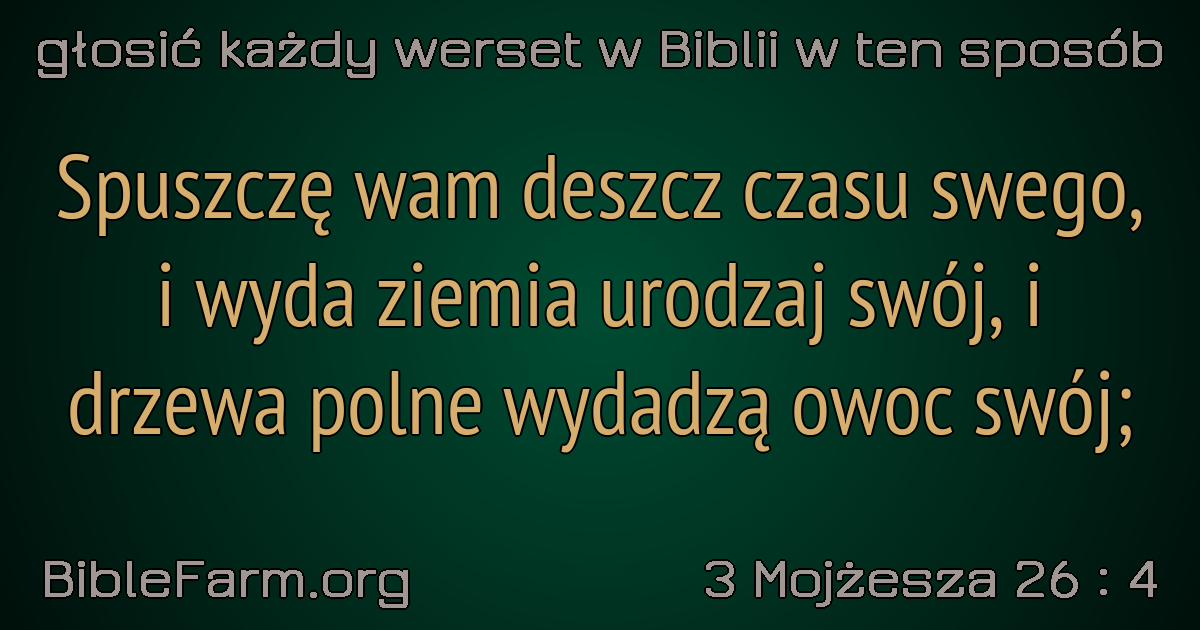 głosić każdy werset w Biblii w ten sposób
Spuszczę wam deszcz czasu swego,
i wyda ziemia urodzaj swój, i
drzewa polne wydadzą owoc swój;
BibleFarm.org
3 Mojżesza 26 : 4